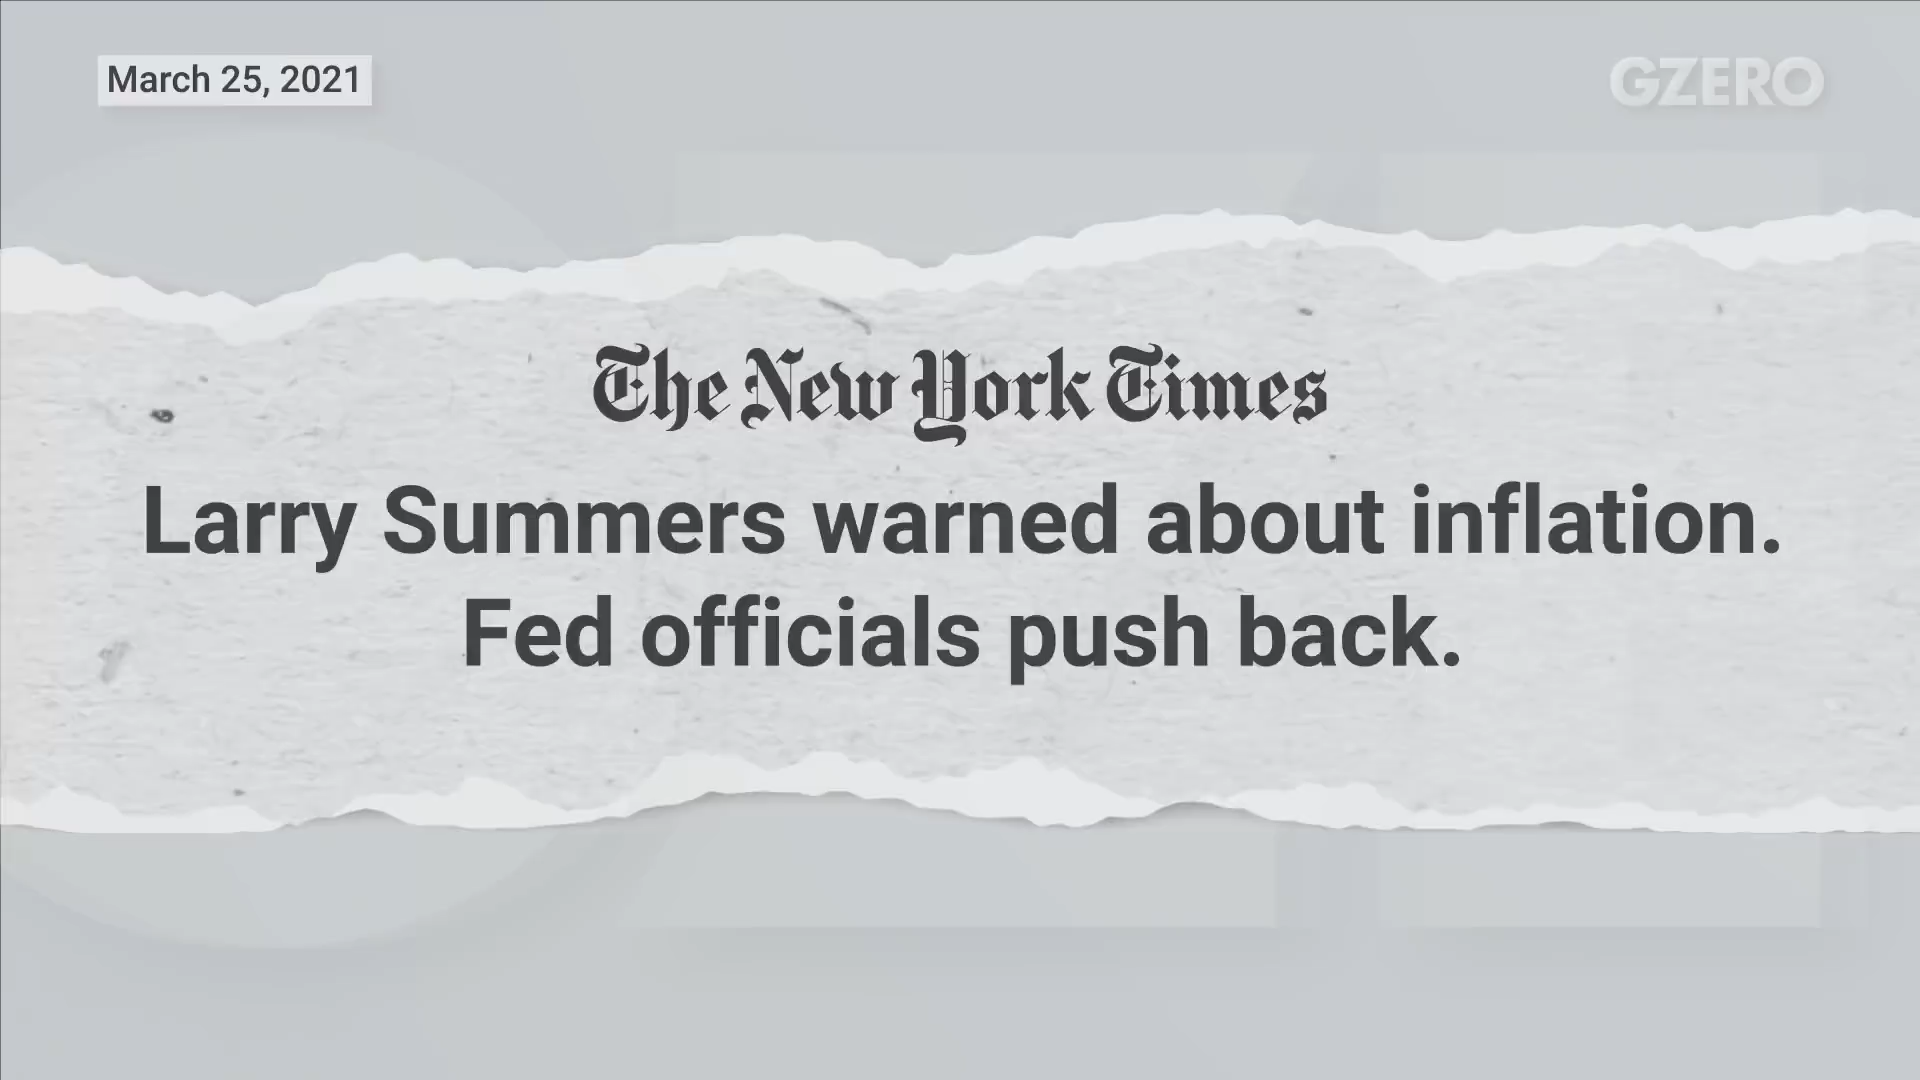 March 25, 2021
GZERO
The New York Times
Larry Summers warned about inflation.
Fed officials push back.